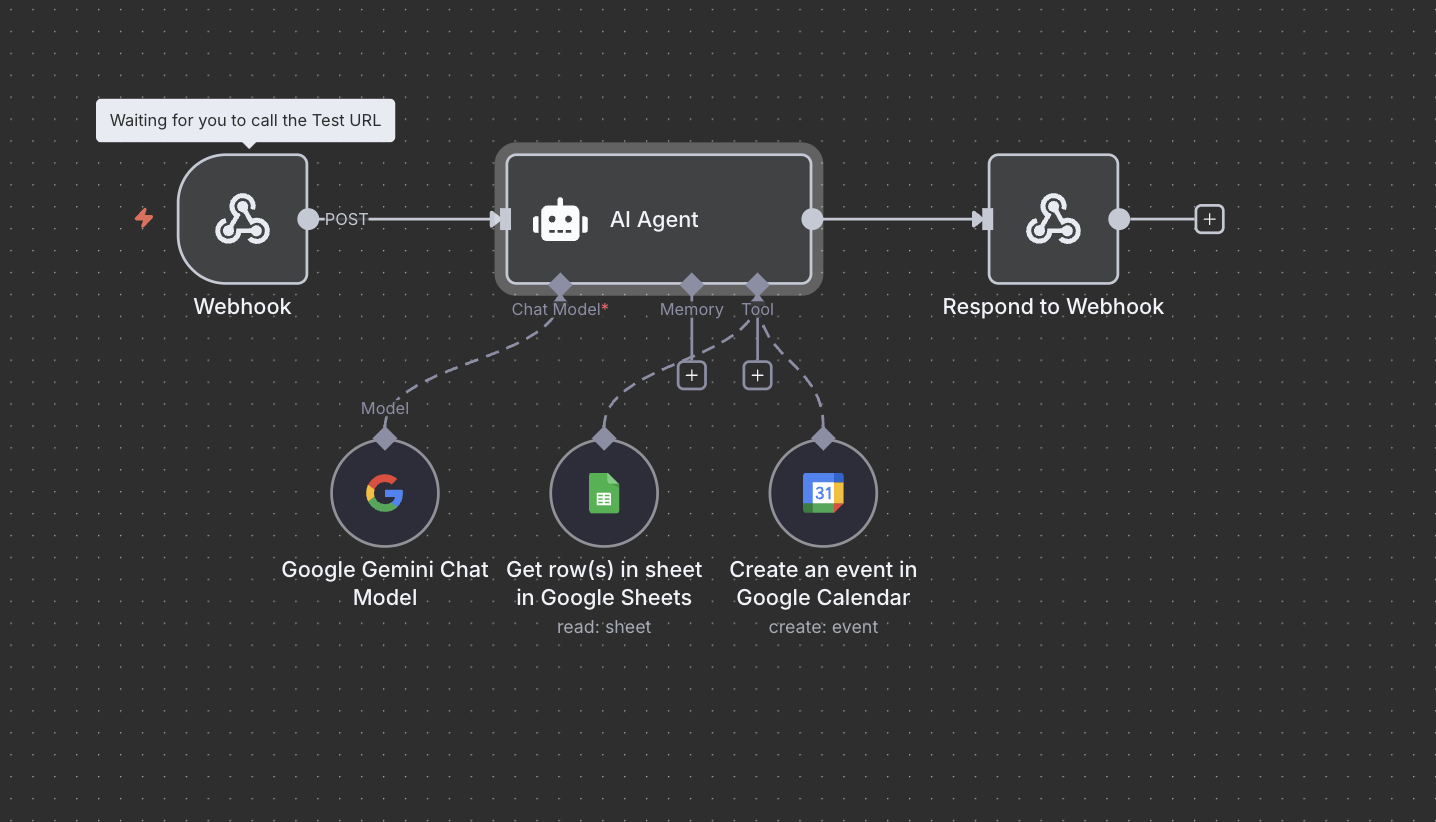 Waiting for you to call the Test URL
POST
AI Agent
Webhook
Respond to Webhook
Chat Model*
Memory
Tool
Model
31
Google Gemini Chat
Model
Get row(s) in sheet
in Google Sheets
read: sheet
Create an event in
Google Calendar
create: event